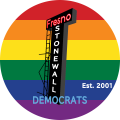 Fresno
STONEWALL
Est. 2001
DEMOCRATS